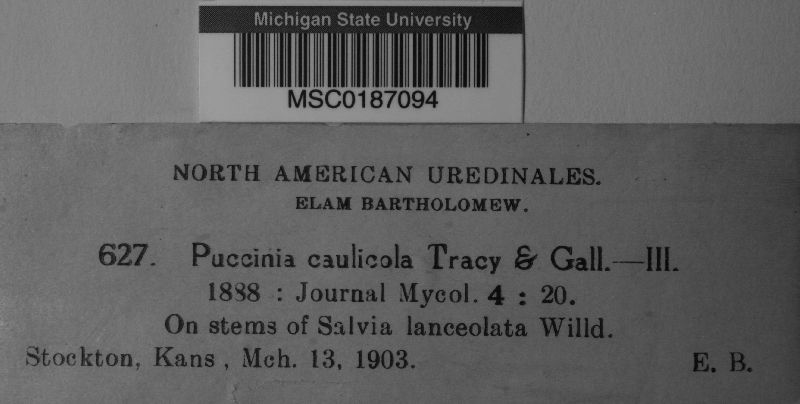 Michigan State University
MSC0187094
NORTH AMERICAN UREDINALES.
ELAM BARTHOLOMEW.
627. Puccinia caulicola Tracy & Gall.—III.
1888 : Journal Mycol. 4 : 20.
On stems of Salvia lanceolata Willd.
Stockton, Kans , Mch. 13, 1903. E. B.